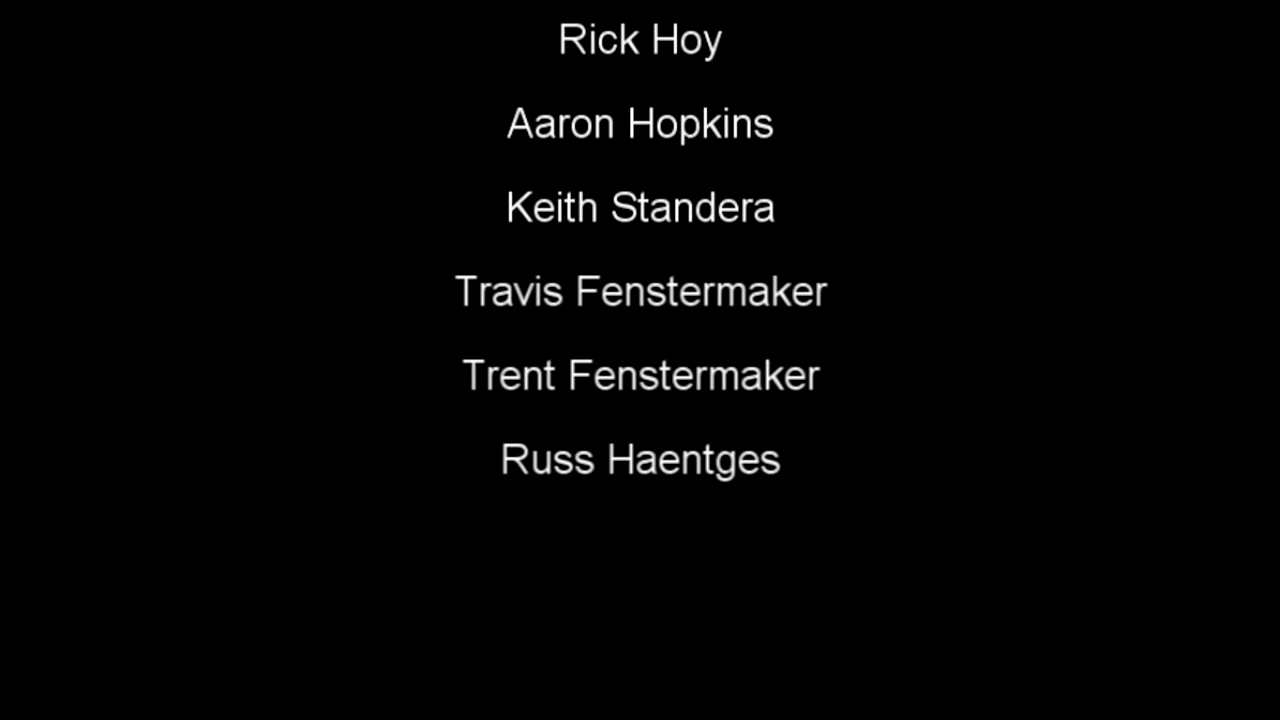 Rick Hoy
Aaron Hopkins
Keith Standera
Travis Fenstermaker
Trent Fenstermaker
Russ Haentges